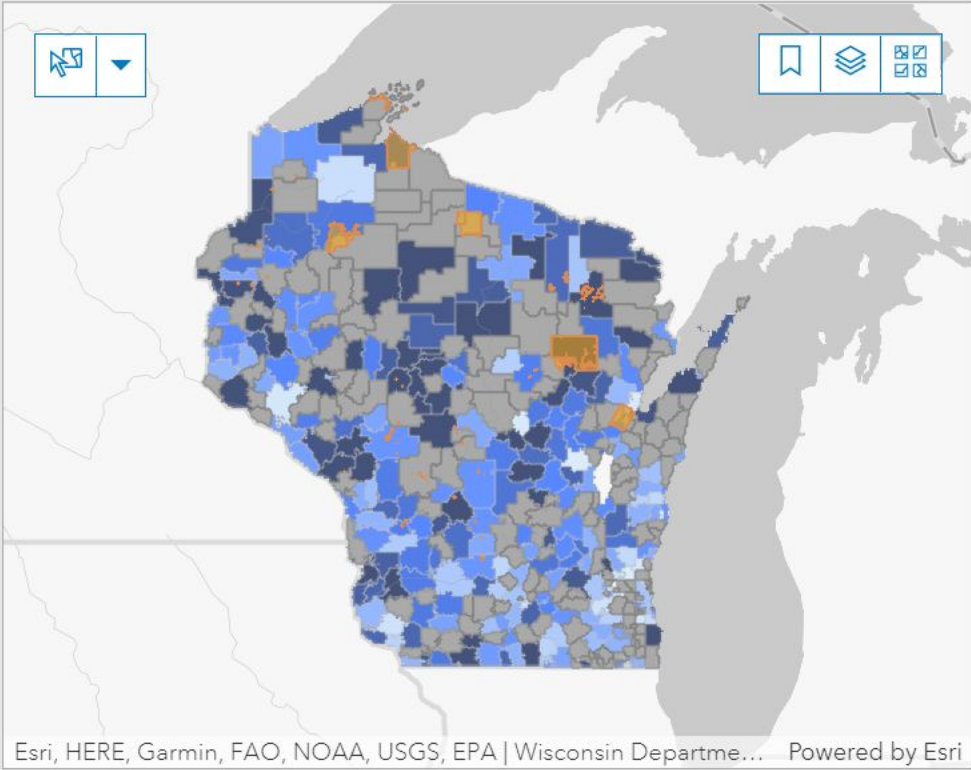 Esri, HERE, Garmin, FAO, NOAA, USGS, EPA | Wisconsin Departme... Powered by Esri